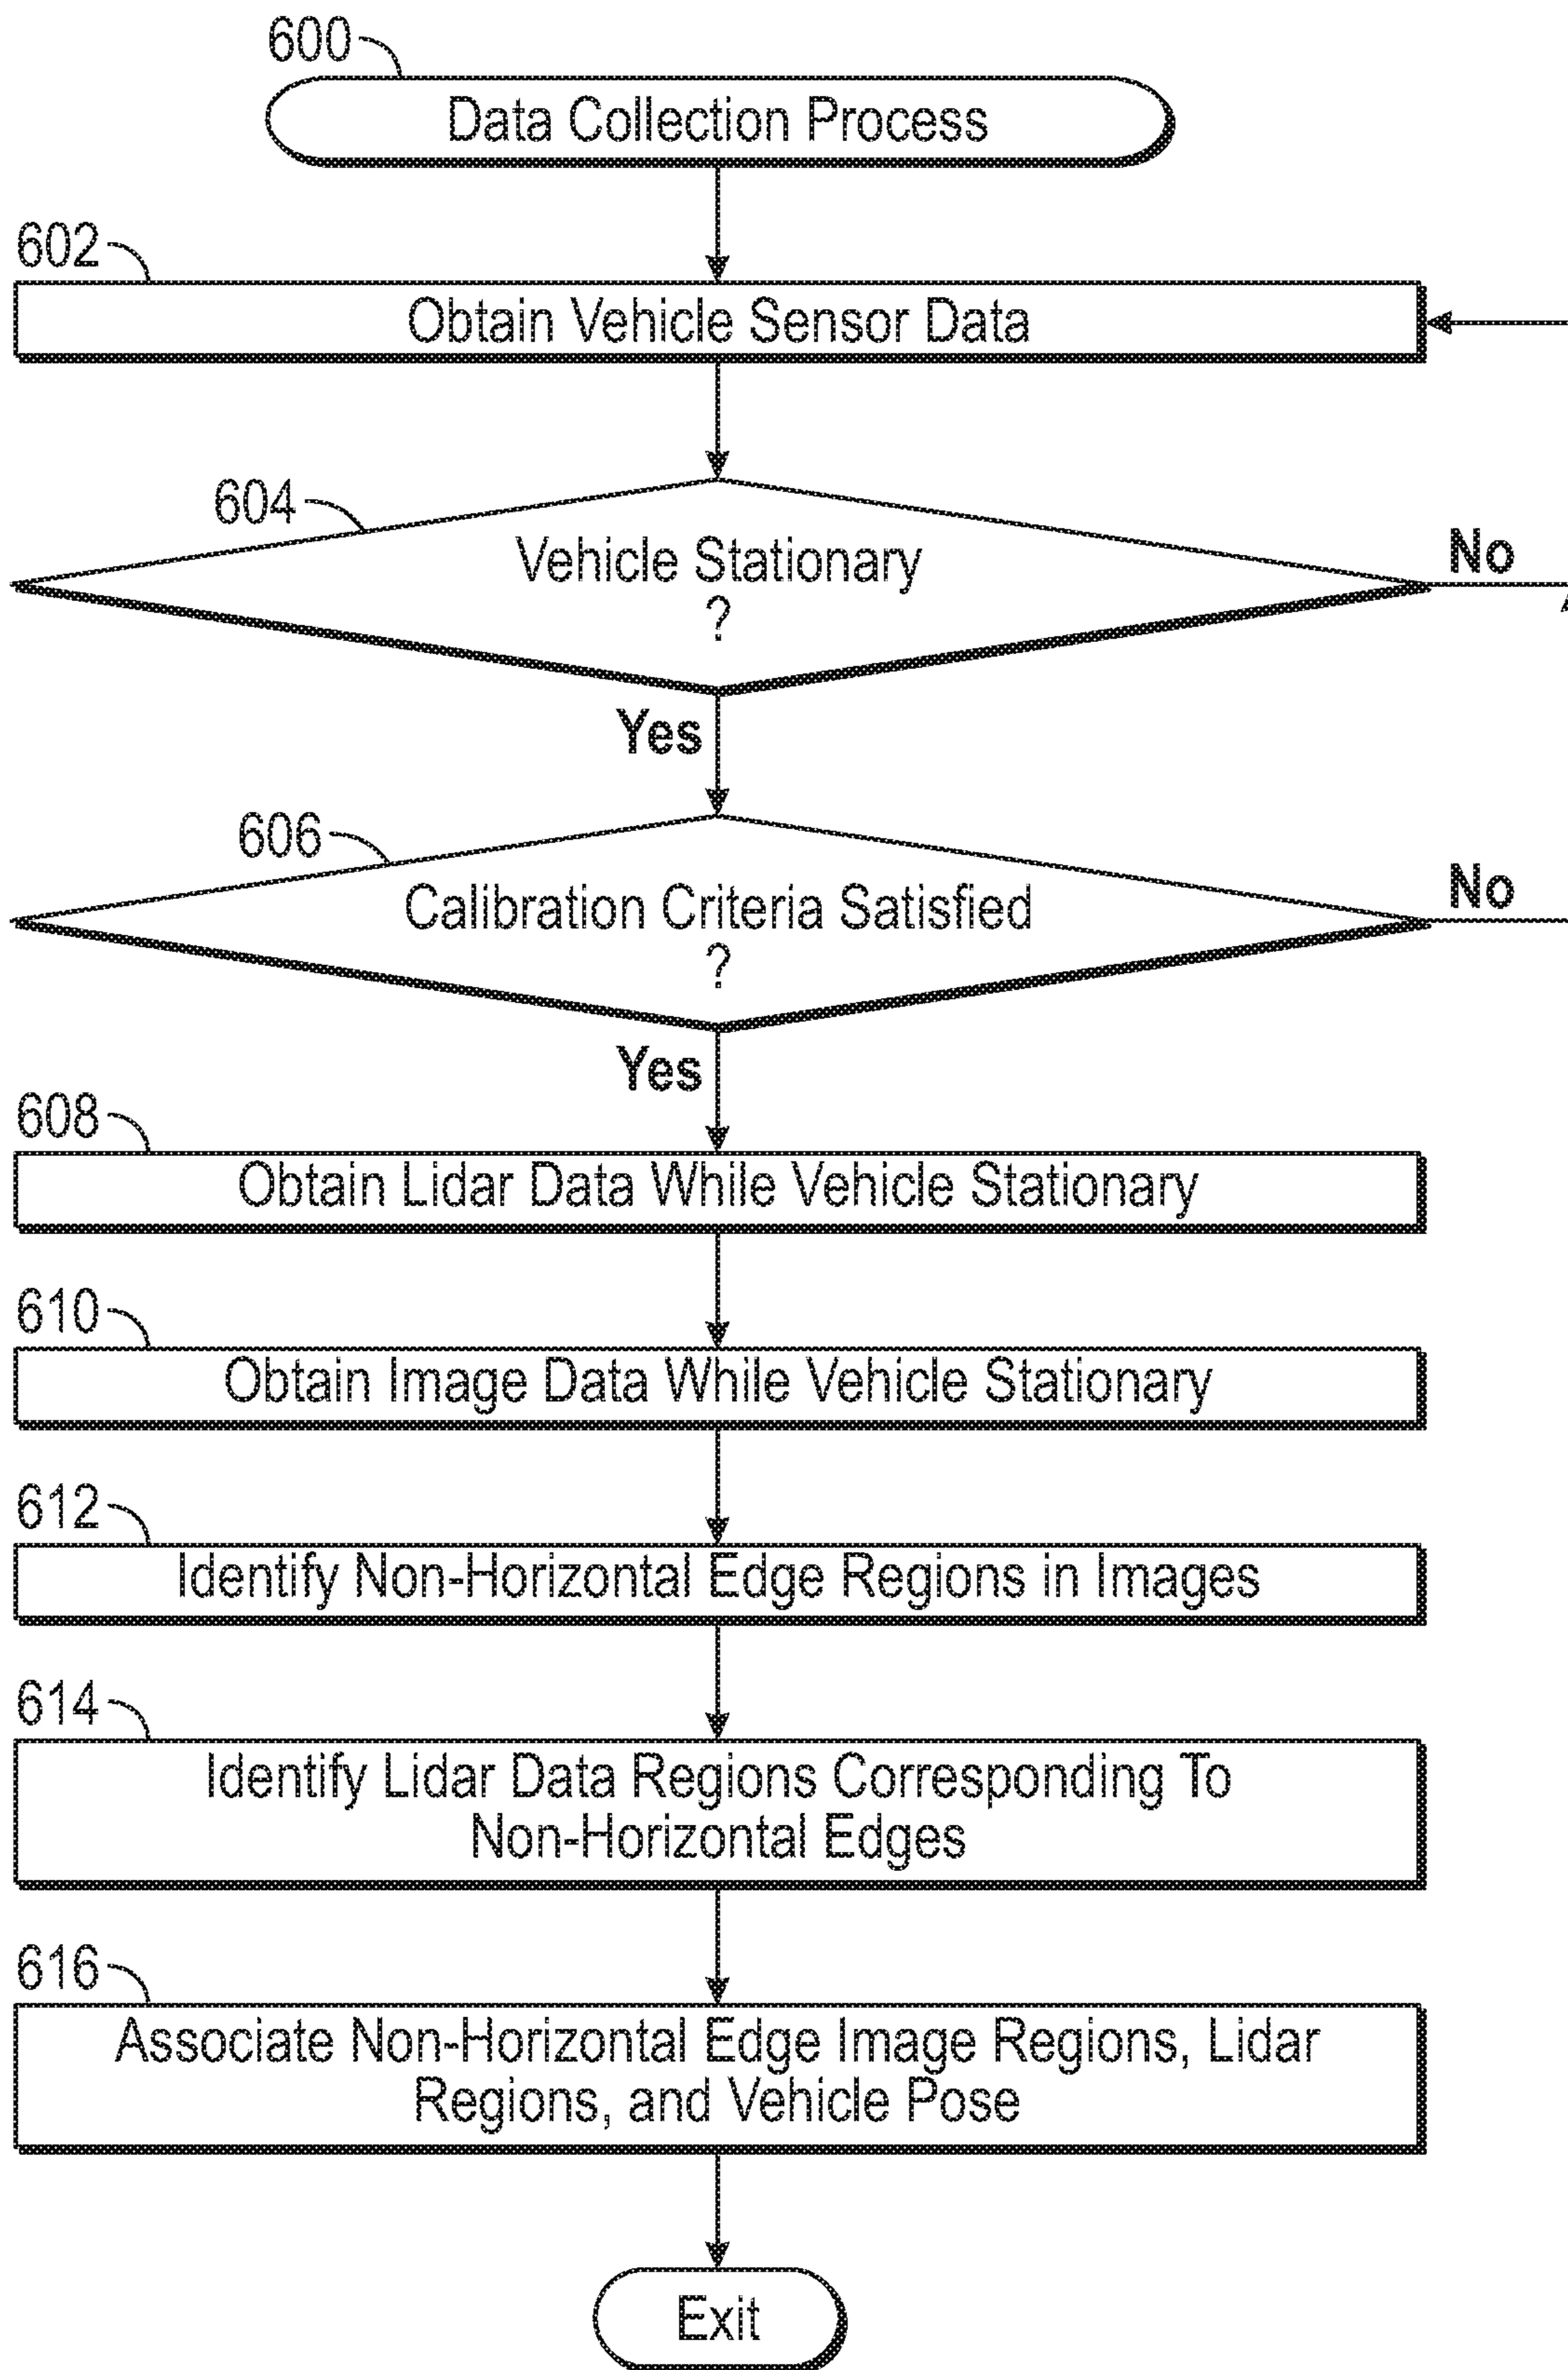 600
Data Collection Process
602
Obtain Vehicle Sensor Data
604
Vehicle Stationary
?
No
Yes
606
Calibration Criteria Satisfied
?
No
Yes
608
Obtain Lidar Data While Vehicle Stationary
610
Obtain Image Data While Vehicle Stationary
612
Identify Non-Horizontal Edge Regions in Images
614
Identify Lidar Data Regions Corresponding To
Non-Horizontal Edges
616
Associate Non-Horizontal Edge Image Regions, Lidar
Regions, and Vehicle Pose
Exit